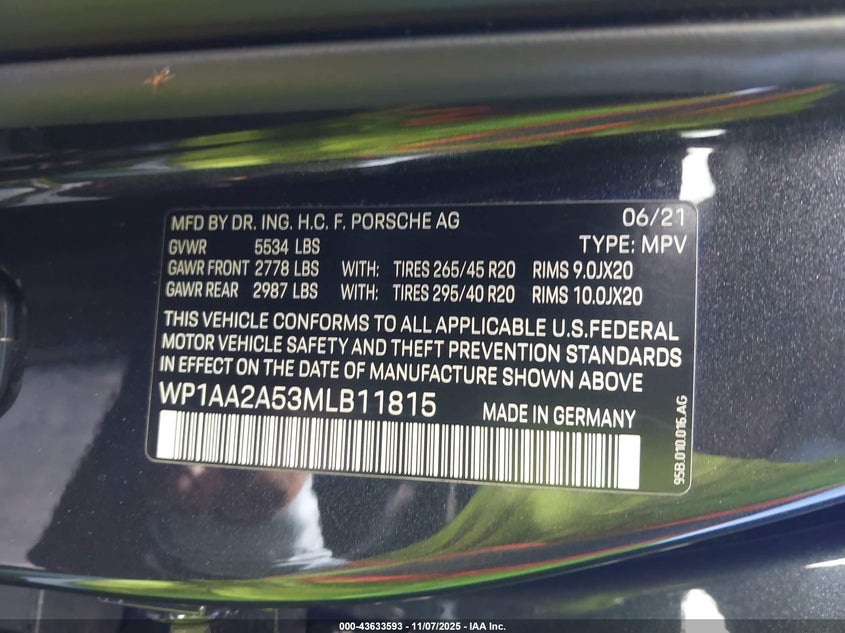 MFD BY DR. ING. H.C. F. PORSCHE AG 06/21
GVWR 5534 LBS TYPE: MPV
GAWR FRONT 2778 LBS WITH: TIRES 265/45 R20 RIMS 9.0JX20
GAWR REAR 2987 LBS WITH: TIRES 295/40 R20 RIMS 10.0JX20
THIS VEHICLE CONFORMS TO ALL APPLICABLE U.S.FEDERAL
MOTOR VEHICLE SAFETY AND THEFT PREVENTION STANDARDS
IN EFFECT ON THE DATE OF MANUFACTURE SHOWN ABOVE
WP1AA2A53MLB11815 MADE IN GERMANY
95B.010.016.AG
000-43633593 - 11/07/2025 - IAA Inc.